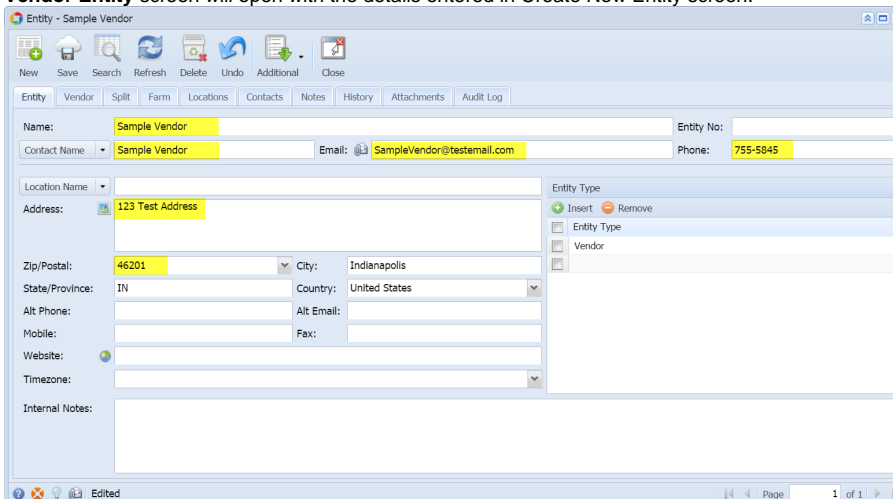 Vendor Entity screen will open with the details entered in Create New Entity screen.
Entity - Sample Vendor
New Save Search Refresh Delete Undo Additional Close
Entity Vendor Split Farm Locations Contacts Notes History Attachments Audit Log
Name: Sample Vendor Entity No:
Contact Name Sample Vendor Email: SampleVendor@testemail.com Phone: 755-5845
Location Name Entity Type
Address: 123 Test Address Insert Remove
Entity Type
Vendor
Zip/Postal: 46201 City: Indianapolis
State/Province: IN Country: United States
Alt Phone: Alt Email:
Mobile: Fax:
Website:
Timezone:
Internal Notes:
Edited Page 1 of 1